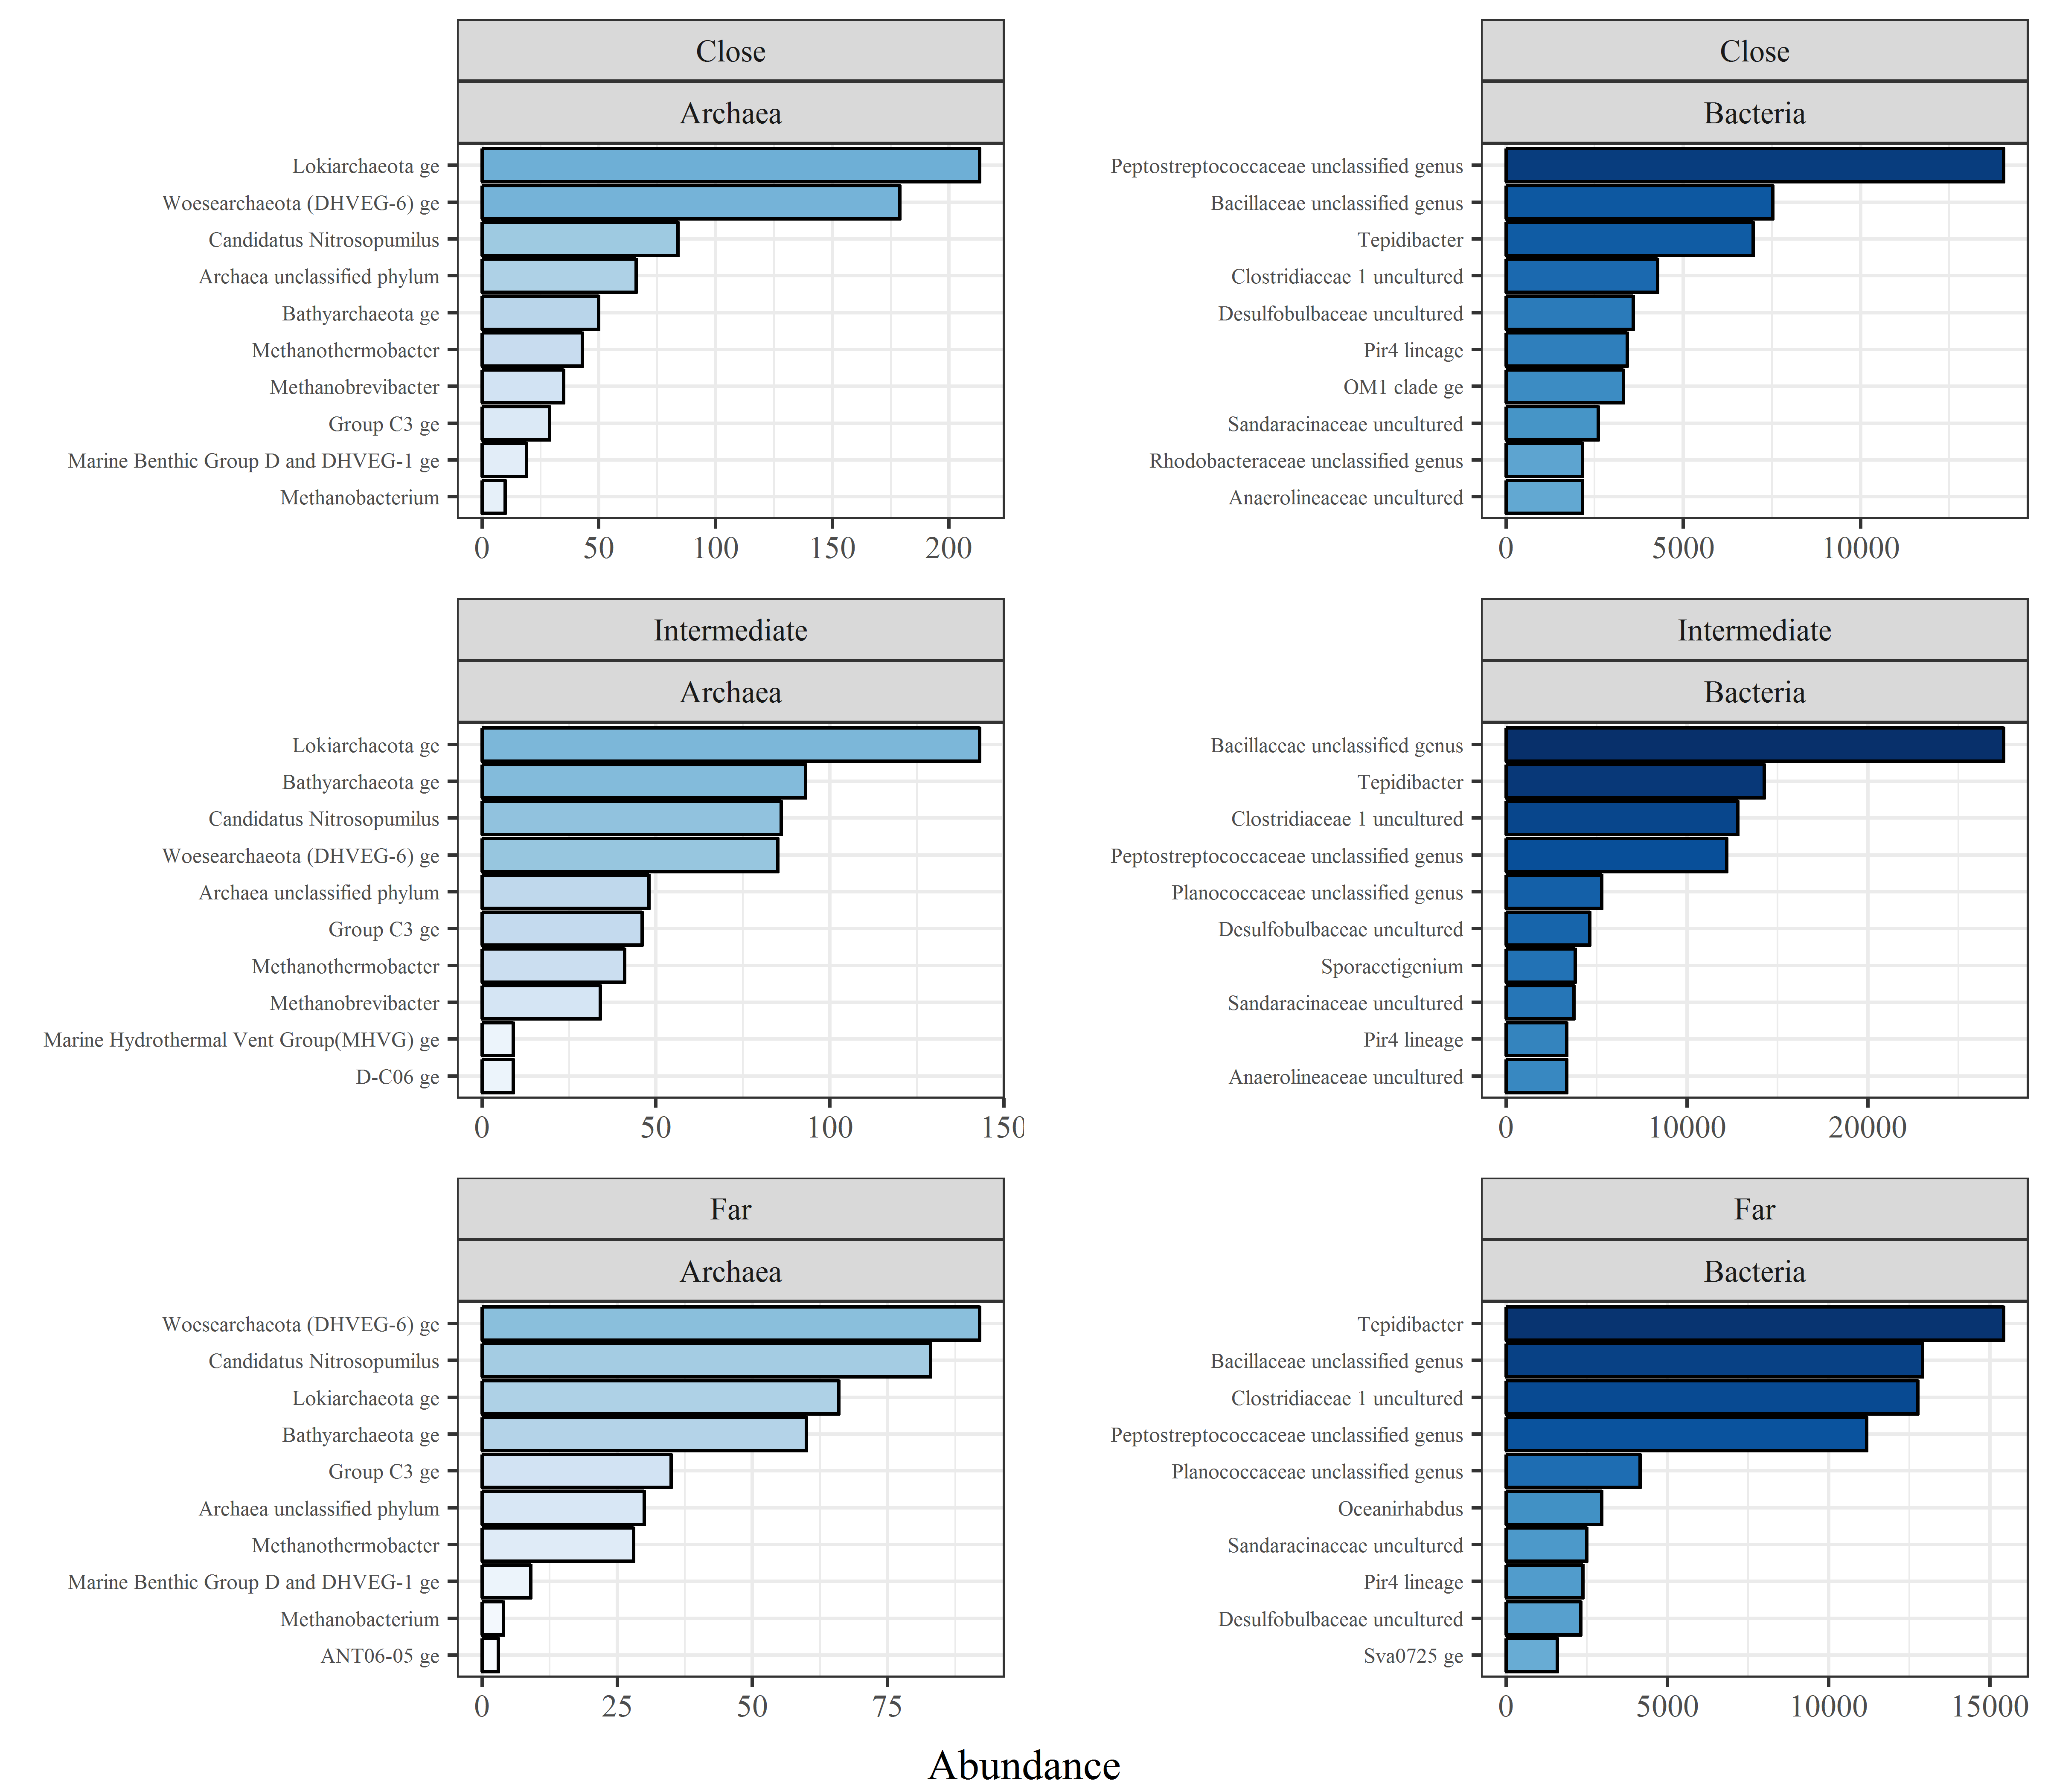 Close
Archaea
Lokiarchaeota ge
Woesearchaeota (DHVEG-6) ge
Candidatus Nitrosopumilus
Archaea unclassified phylum
Bathyarchaeota ge
Methanothermobacter
Methanobrevibacter
Group C3 ge
Marine Benthic Group D and DHVEG-1 ge
Methanobacterium
0 50 100 150 200
Close
Bacteria
Peptostreptococcaceae unclassified genus
Bacillaceae unclassified genus
Tepidibacter
Clostridiaceae 1 uncultured
Desulfobulbaceae uncultured
Pir4 lineage
OM1 clade ge
Sandaracinaceae uncultured
Rhodobacteraceae unclassified genus
Anaerolineaceae uncultured
0 5000 10000
Intermediate
Archaea
Lokiarchaeota ge
Bathyarchaeota ge
Candidatus Nitrosopumilus
Woesearchaeota (DHVEG-6) ge
Archaea unclassified phylum
Group C3 ge
Methanothermobacter
Methanobrevibacter
Marine Hydrothermal Vent Group(MHVG) ge
D-C06 ge
0 50 100 150
Intermediate
Bacteria
Bacillaceae unclassified genus
Tepidibacter
Clostridiaceae 1 uncultured
Peptostreptococcaceae unclassified genus
Planococcaceae unclassified genus
Desulfobulbaceae uncultured
Sporacetigenium
Sandaracinaceae uncultured
Pir4 lineage
Anaerolineaceae uncultured
0 10000 20000
Far
Archaea
Woesearchaeota (DHVEG-6) ge
Candidatus Nitrosopumilus
Lokiarchaeota ge
Bathyarchaeota ge
Group C3 ge
Archaea unclassified phylum
Methanothermobacter
Marine Benthic Group D and DHVEG-1 ge
Methanobacterium
ANT06-05 ge
0 25 50 75
Far
Bacteria
Tepidibacter
Bacillaceae unclassified genus
Clostridiaceae 1 uncultured
Peptostreptococcaceae unclassified genus
Planococcaceae unclassified genus
Oceanirhabdus
Sandaracinaceae uncultured
Pir4 lineage
Desulfobulbaceae uncultured
Sva0725 ge
0 5000 10000 15000
Abundance